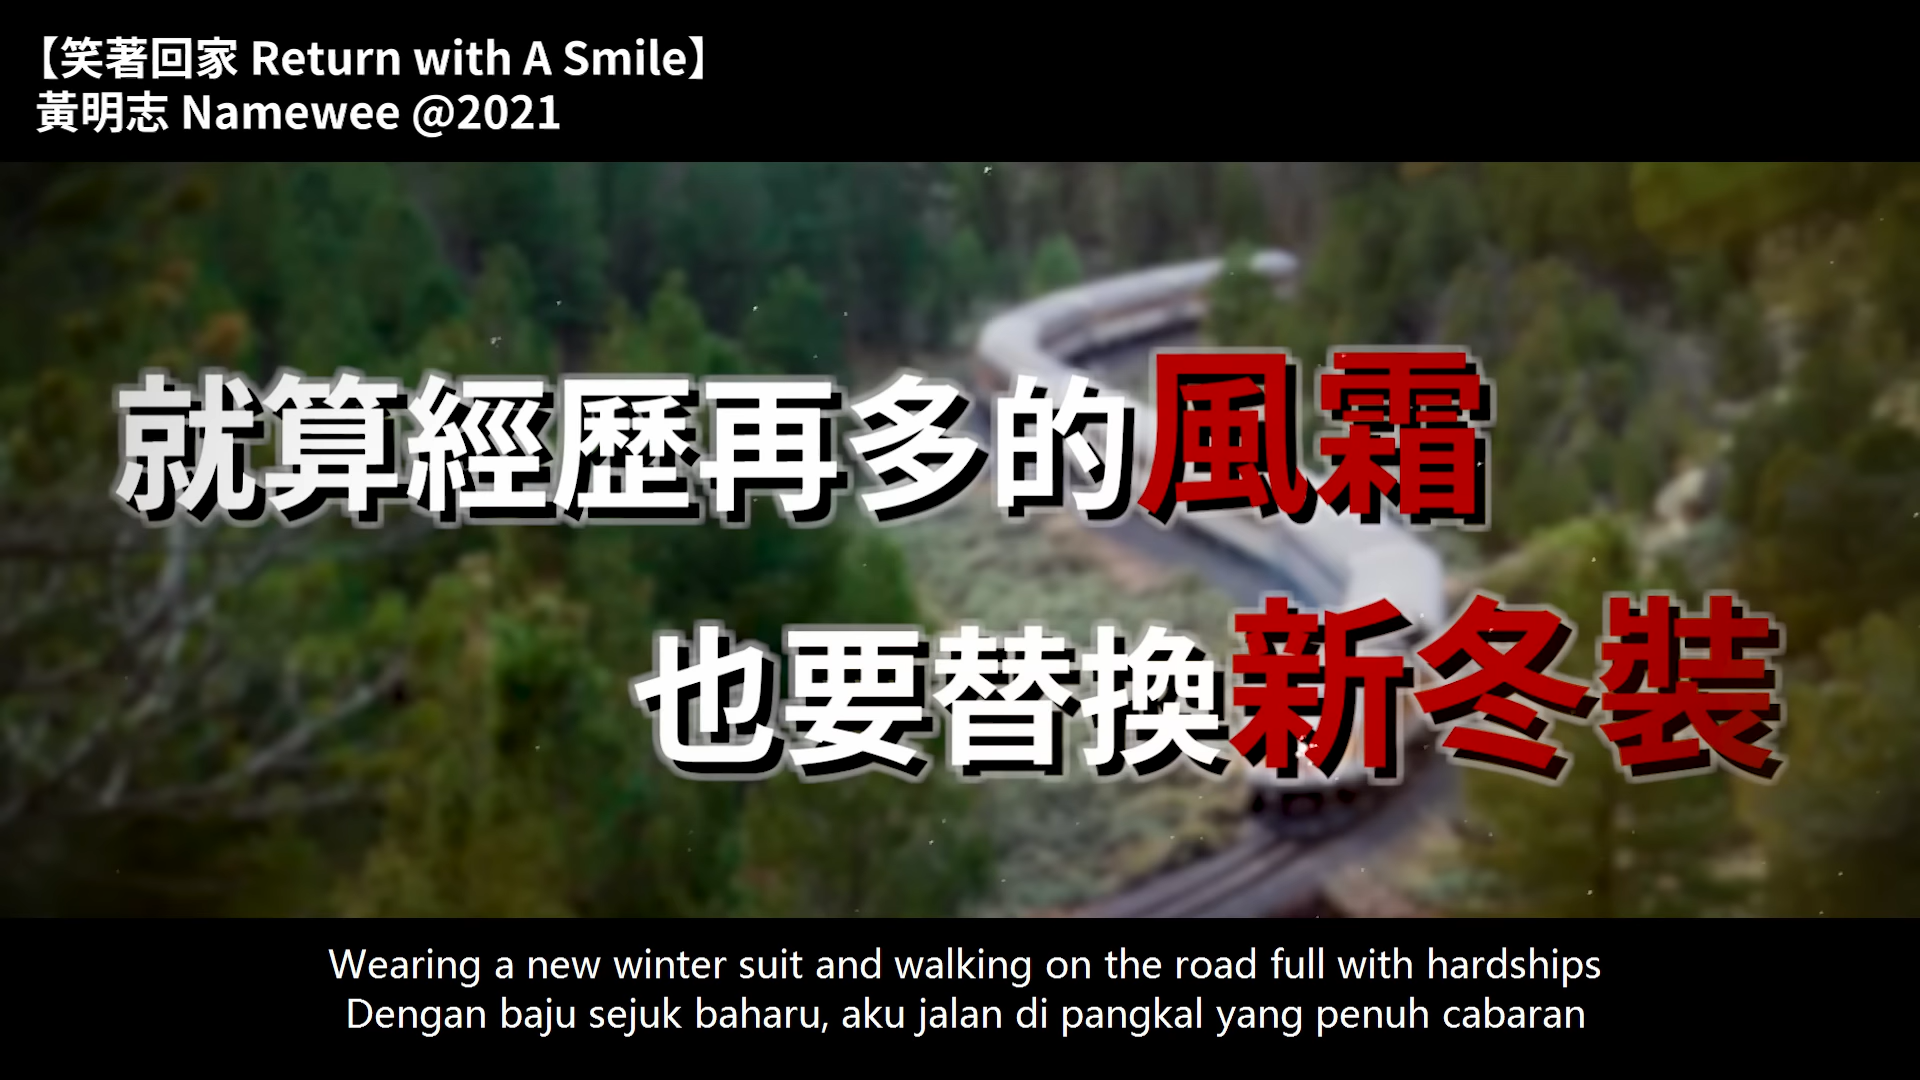 【笑著回家 Return with A Smile】
黃明志 Namewee @2021
就算經歷再多的風霜
也要替換新冬裝
Wearing a new winter suit and walking on the road full with hardships
Dengan baju sejuk baharu, aku jalan di pangkal yang penuh cabaran